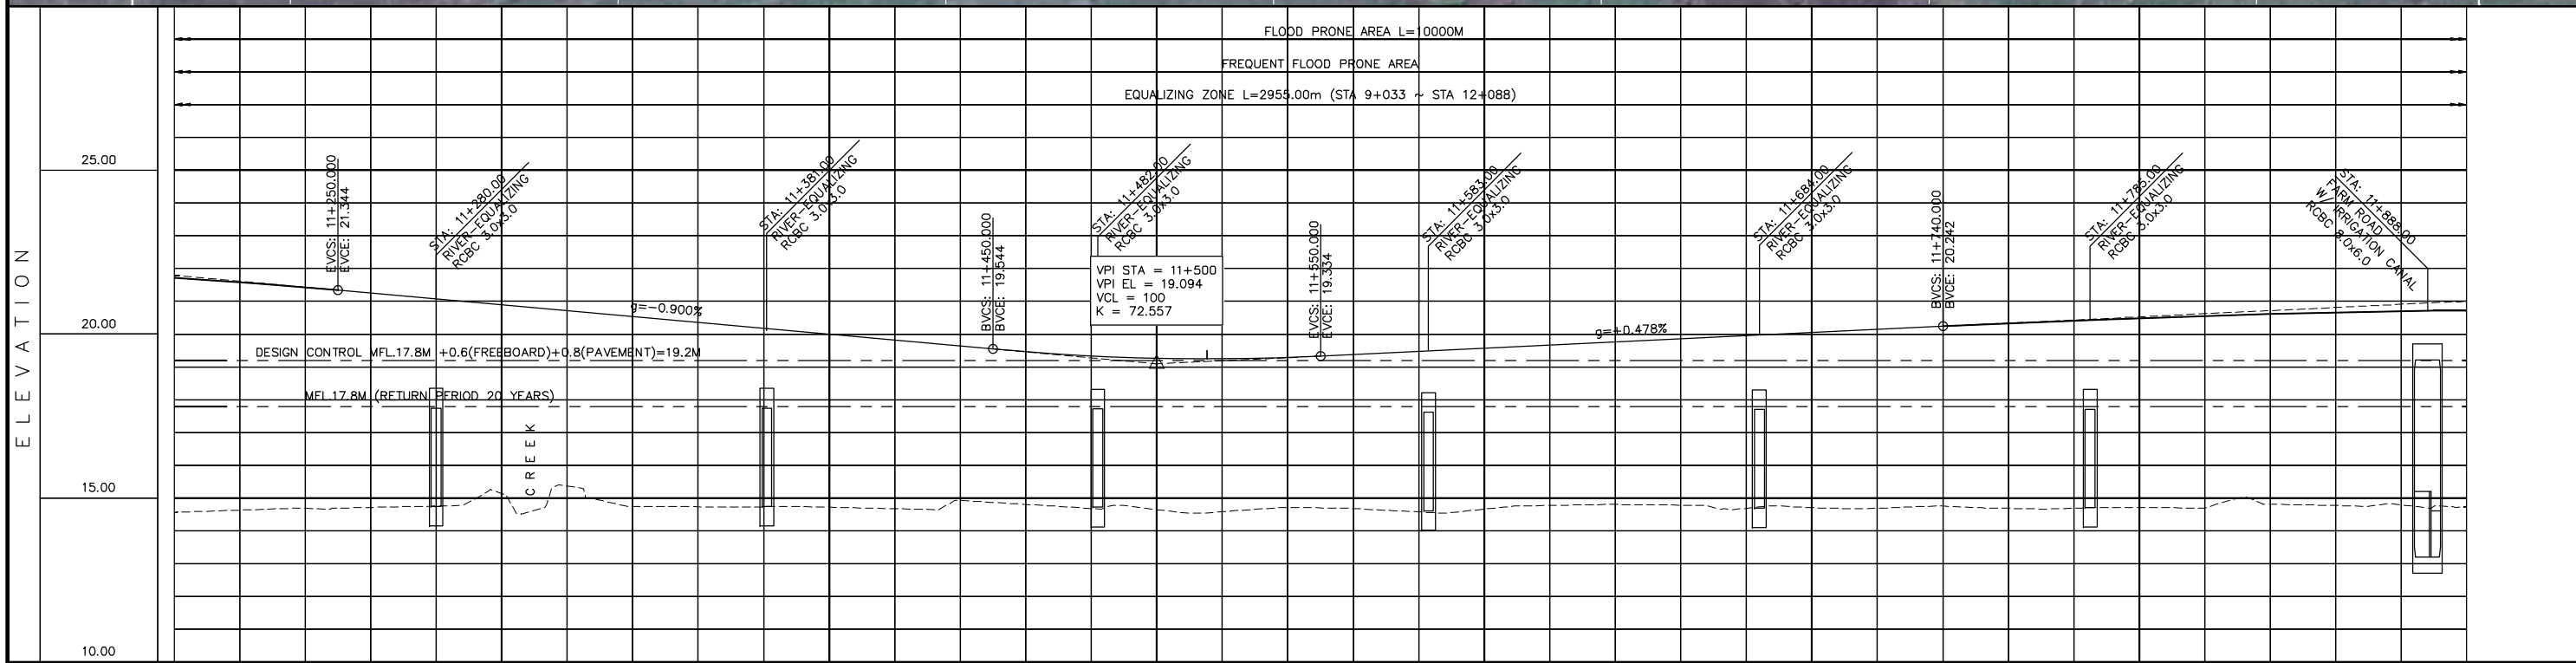 FLOOD PRONE AREA L=10000M
FREQUENT FLOOD PRONE AREA
EQUALIZING ZONE L=2955.00m (STA 9+033 ~ STA 12+088)
ELEVATION
25.00
20.00
15.00
10.00
EVCS: 11+250.000
EVCE: 21.344
STA: 11+280.00
RIVER-EQUALIZING
RCBC 3.0x3.0
g=-0.900%
STA: 11+381.00
RIVER-EQUALIZING
RCBC 3.0x3.0
BVCS: 11+450.000
BVCE: 19.544
STA: 11+482.00
RIVER-EQUALIZING
RCBC 3.0x3.0
VPI STA = 11+500
VPI EL = 19.094
VCL = 100
K = 72.557
EVCS: 11+550.000
EVCE: 19.334
STA: 11+583.00
RIVER-EQUALIZING
RCBC 3.0x3.0
g=+0.478%
STA: 11+684.00
RIVER-EQUALIZING
RCBC 3.0x3.0
BVCS: 11+740.000
BVCE: 20.242
STA: 11+785.00
RIVER-EQUALIZING
RCBC 3.0x3.0
STA: 11+888.00
FARM ROAD
W/ IRRIGATION CANAL
RCBC 8.0x6.0
DESIGN CONTROL MFL.17.8M +0.6(FREEBOARD)+0.8(PAVEMENT)=19.2M
MFL.17.8M (RETURN PERIOD 20 YEARS)
CREEK